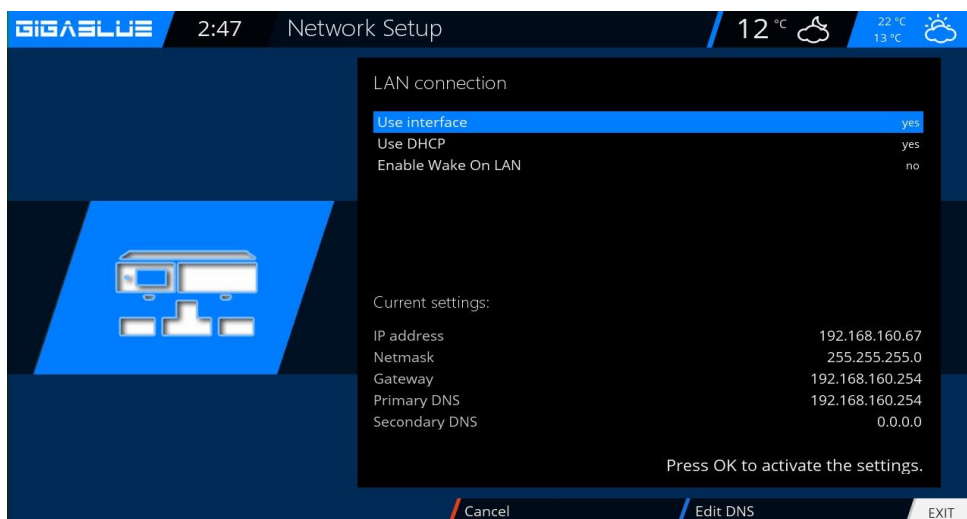 GIGABLUE 2:47 Network Setup 12 °C 22 °C
13 °C
LAN connection
Use interface yes
Use DHCP yes
Enable Wake On LAN no
Current settings:
IP address 192.168.160.67
Netmask 255.255.255.0
Gateway 192.168.160.254
Primary DNS 192.168.160.254
Secondary DNS 0.0.0.0
Press OK to activate the settings.
Cancel Edit DNS EXIT